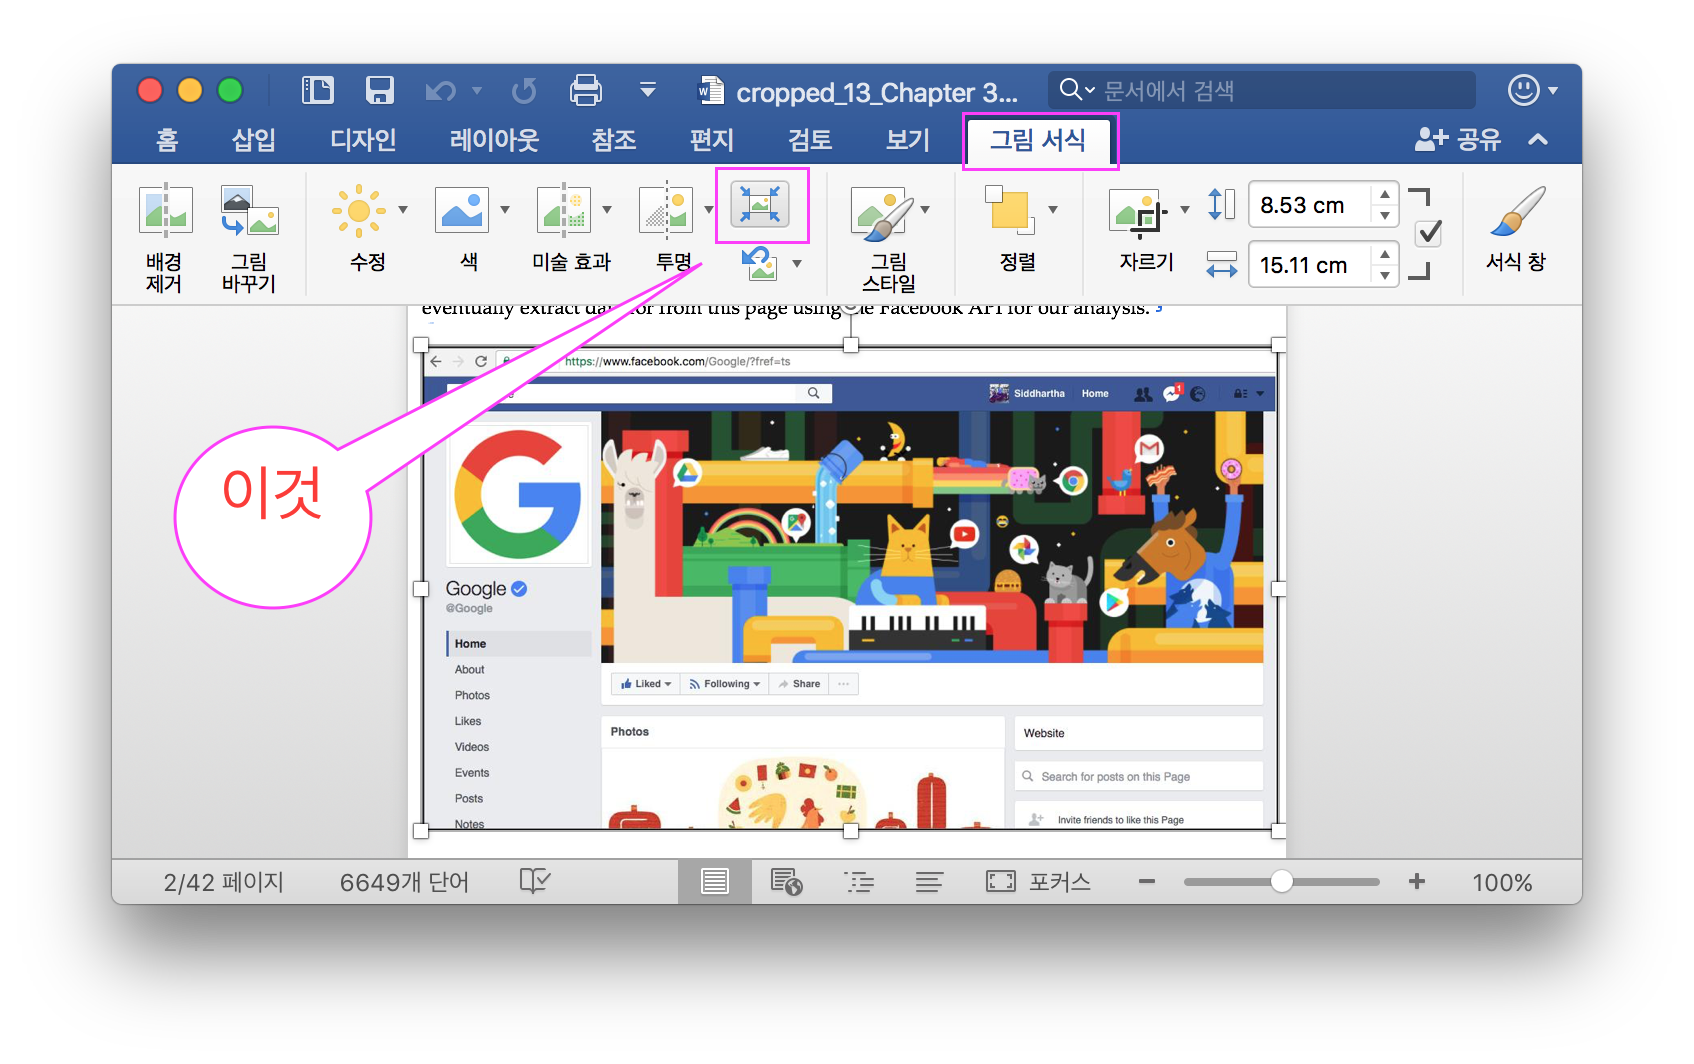 cropped_13_Chapter 3...
문서에서 검색
홈 삽입 디자인 레이아웃 참조 편지 검토 보기 그림 서식 공유
배경 제거
그림 바꾸기
수정
색
미술 효과
투명
그림 스타일
정렬
자르기
8.53 cm
15.11 cm
서식 창
eventually extract data for from this page using the Facebook API for our analysis.
이것
https://www.facebook.com/Google/?fref=ts
Siddhartha Home
1
Google
@Google
Home
About
Photos
Likes
Videos
Events
Posts
Notes
Liked Following Share ...
Photos
Website
Search for posts on this Page
Invite friends to like this Page
2/42 페이지 6649개 단어 포커스 100%